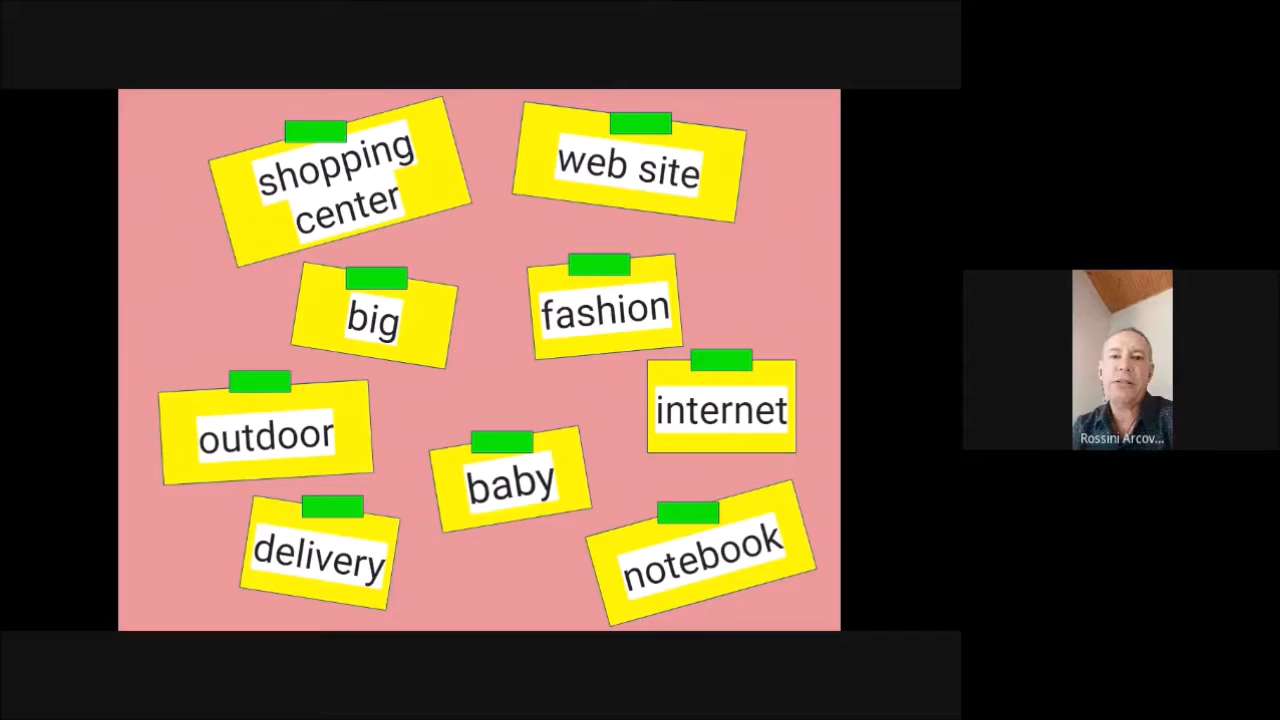 shopping
center
web site
big
fashion
internet
outdoor
baby
delivery
notebook
Rossini Arcov...